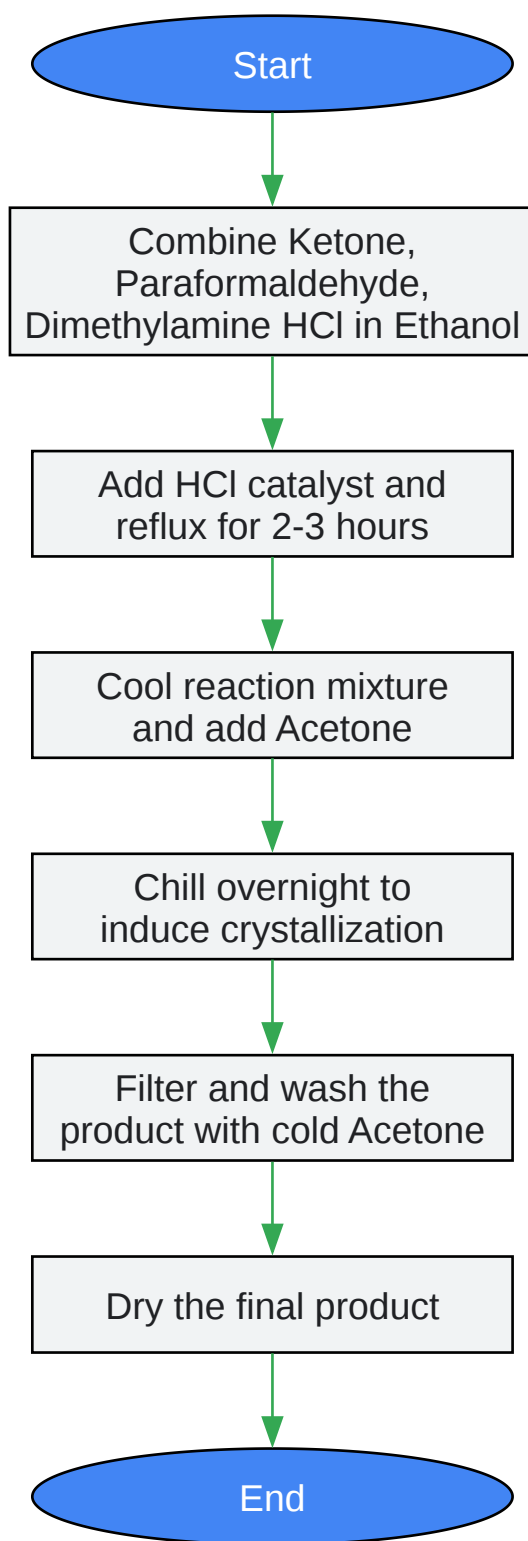 Start
Combine Ketone,
Paraformaldehyde,
Dimethylamine HCl in Ethanol
Add HCl catalyst and
reflux for 2-3 hours
Cool reaction mixture
and add Acetone
Chill overnight to
induce crystallization
Filter and wash the
product with cold Acetone
Dry the final product
End